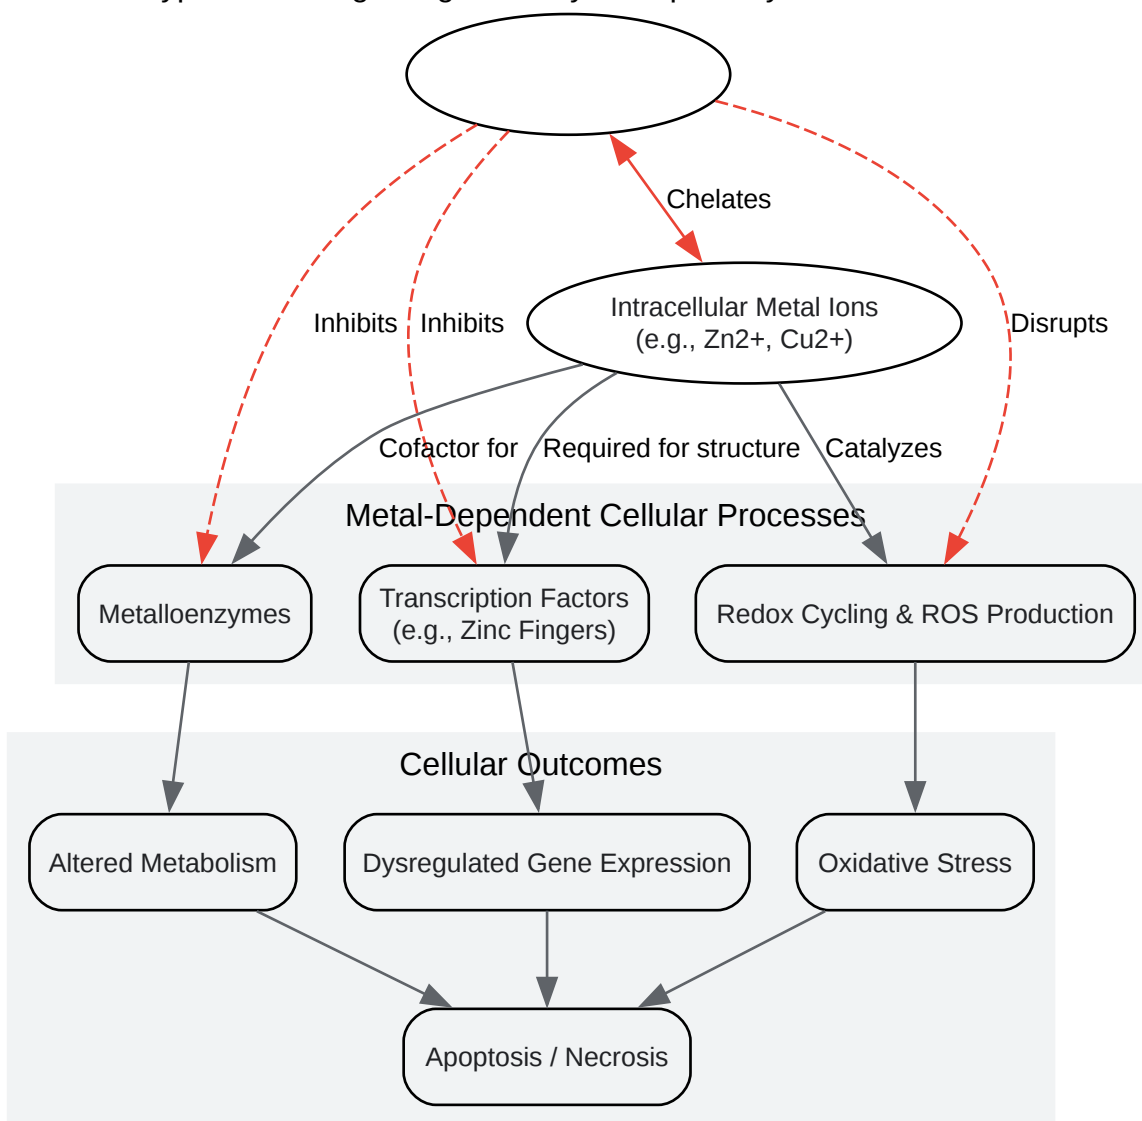 Chelates
Intracellular Metal Ions
(e.g., Zn2+, Cu2+)
Inhibits
Inhibits
Disrupts
Cofactor for
Required for structure
Catalyzes
Metal-Dependent Cellular Processes
Metalloenzymes
Transcription Factors
(e.g., Zinc Fingers)
Redox Cycling & ROS Production
Cellular Outcomes
Altered Metabolism
Dysregulated Gene Expression
Oxidative Stress
Apoptosis / Necrosis